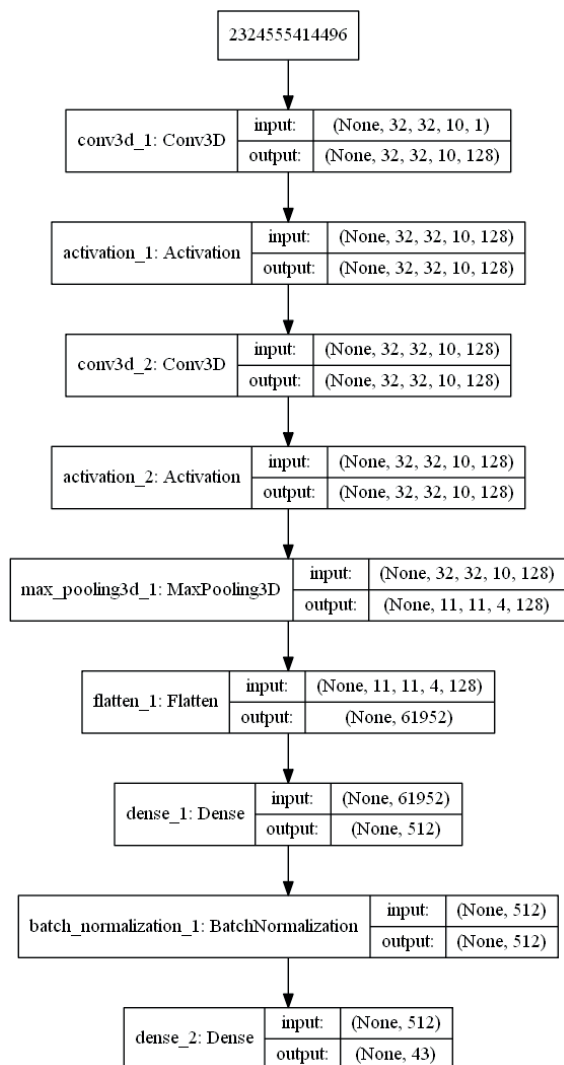 2324555414496
conv3d_1: Conv3D
input:
(None, 32, 32, 10, 1)
output:
(None, 32, 32, 10, 128)
activation_1: Activation
input:
(None, 32, 32, 10, 128)
output:
(None, 32, 32, 10, 128)
conv3d_2: Conv3D
input:
(None, 32, 32, 10, 128)
output:
(None, 32, 32, 10, 128)
activation_2: Activation
input:
(None, 32, 32, 10, 128)
output:
(None, 32, 32, 10, 128)
max_pooling3d_1: MaxPooling3D
input:
(None, 32, 32, 10, 128)
output:
(None, 11, 11, 4, 128)
flatten_1: Flatten
input:
(None, 11, 11, 4, 128)
output:
(None, 61952)
dense_1: Dense
input:
(None, 61952)
output:
(None, 512)
batch_normalization_1: BatchNormalization
input:
(None, 512)
output:
(None, 512)
dense_2: Dense
input:
(None, 512)
output:
(None, 43)